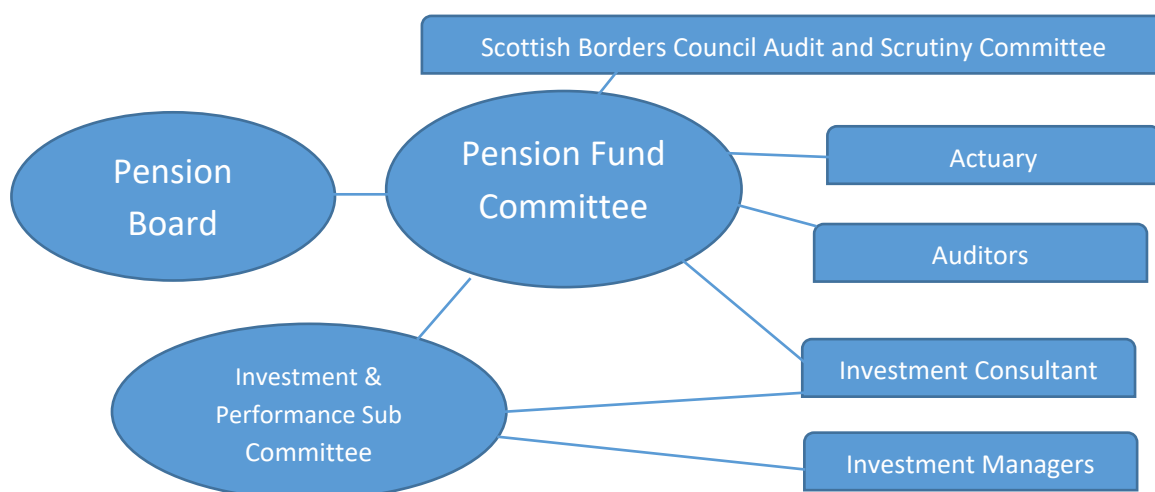 Scottish Borders Council Audit and Scrutiny Committee
Pension Fund
Committee
Pension
Board
Actuary
Auditors
Investment &
Performance Sub
Committee
Investment Consultant
Investment Managers